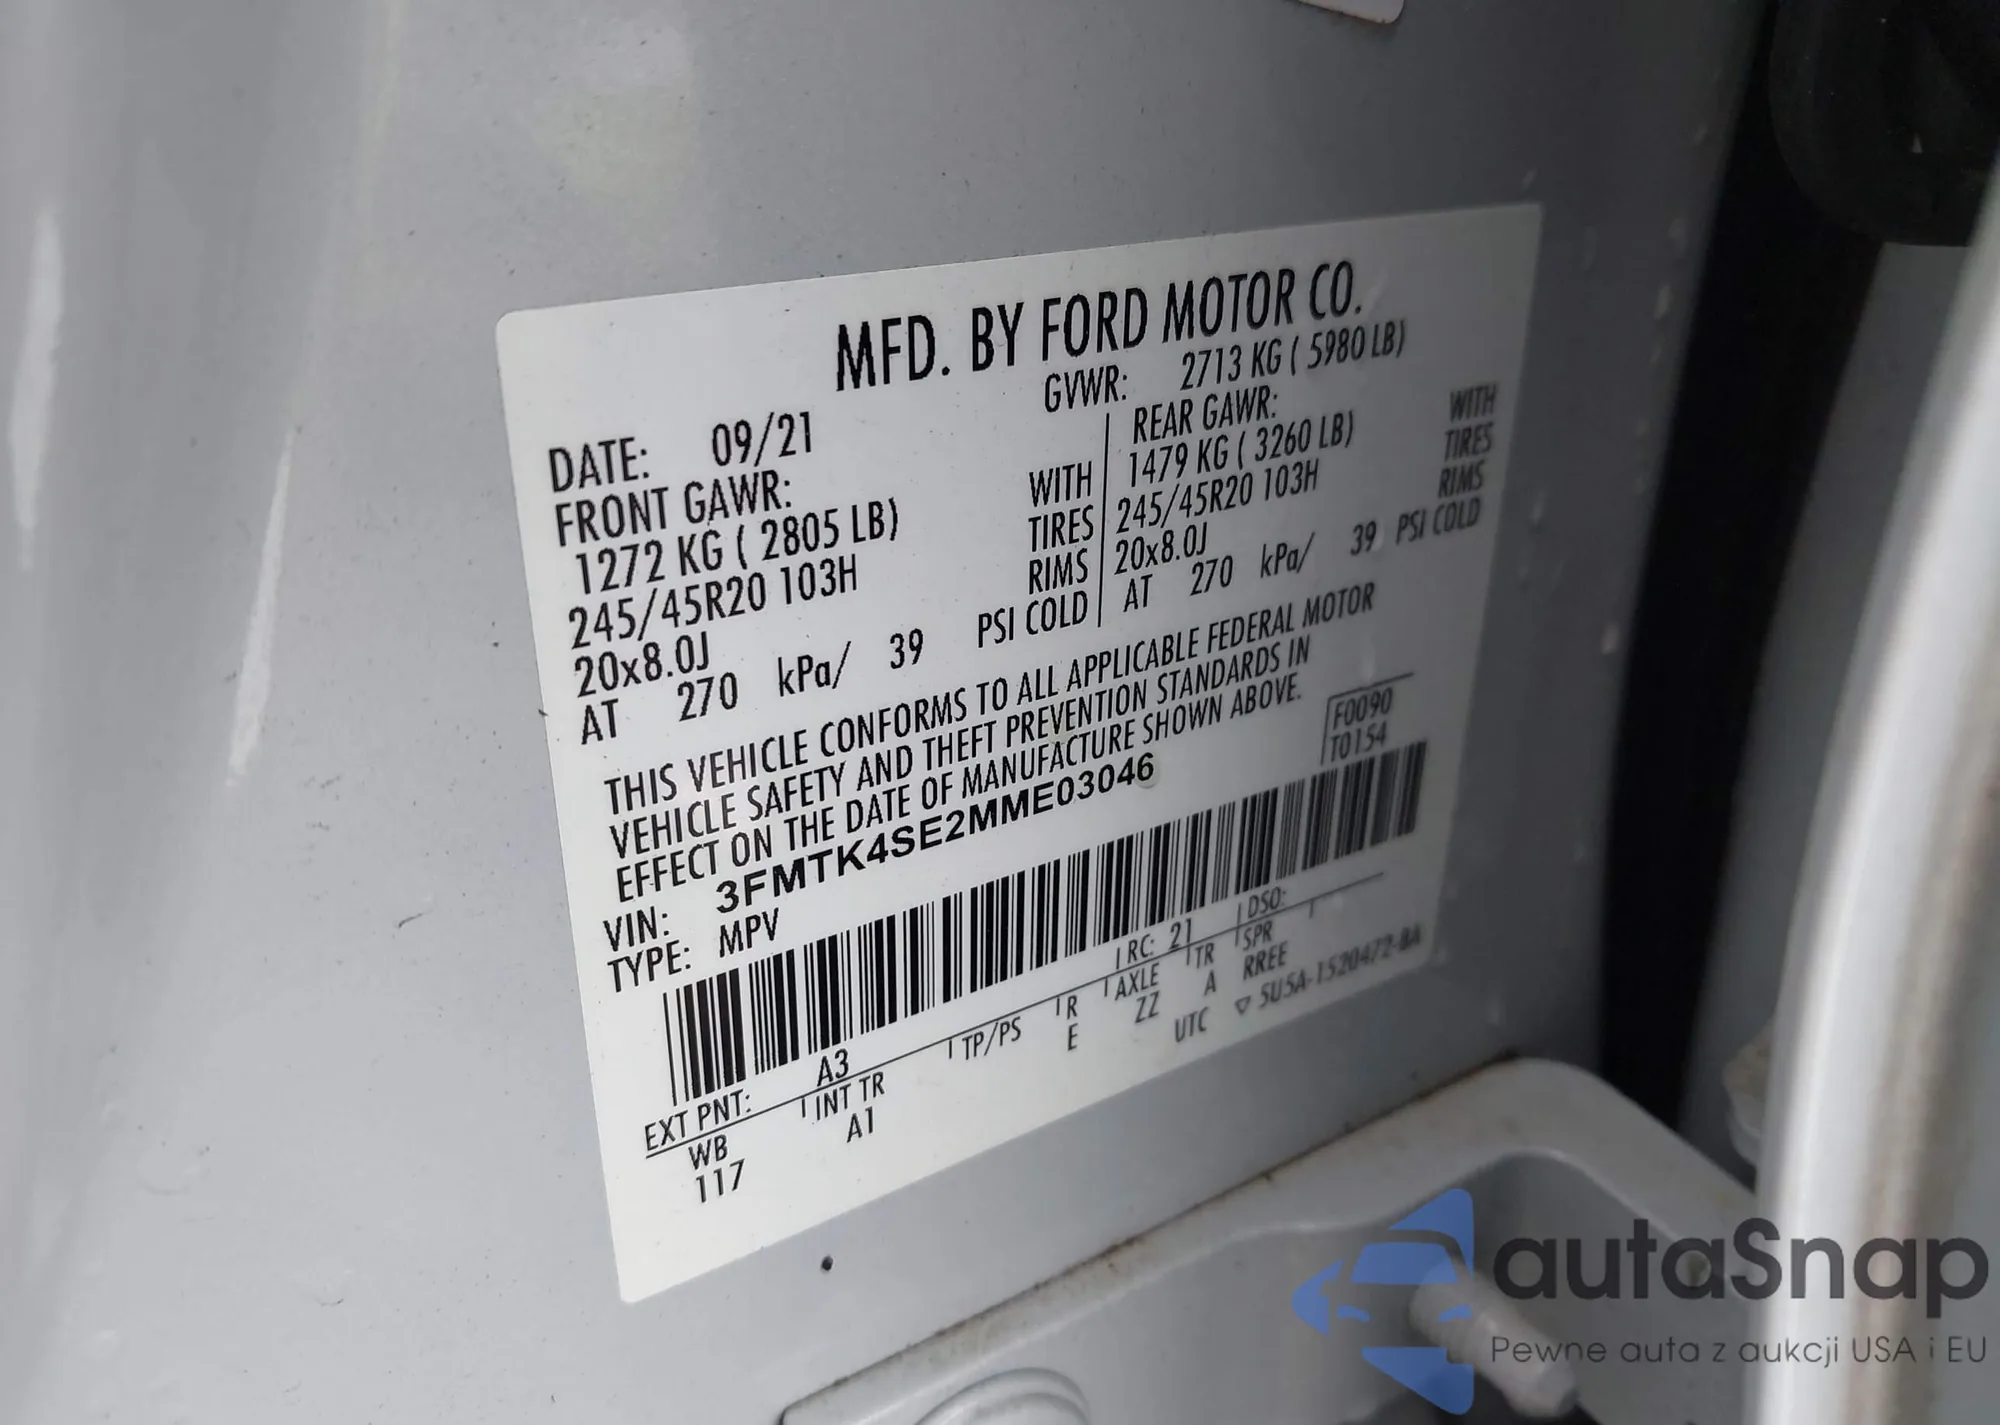 MFD. BY FORD MOTOR CO.
DATE: 09/21 GVWR: 2713 KG ( 5980 LB)
FRONT GAWR: REAR GAWR:
1272 KG ( 2805 LB) WITH 1479 KG ( 3260 LB) WITH
245/45R20 103H TIRES 245/45R20 103H TIRES
20x8.0J RIMS 20x8.0J RIMS
AT 270 kPa/ 39 PSI COLD AT 270 kPa/ 39 PSI COLD
THIS VEHICLE CONFORMS TO ALL APPLICABLE FEDERAL MOTOR
VEHICLE SAFETY AND THEFT PREVENTION STANDARDS IN
EFFECT ON THE DATE OF MANUFACTURE SHOWN ABOVE.
F0090
T0154
VIN: 3FMTK4SE2MME03046
TYPE: MPV
EXT PNT: A3 RC: 21 DSO:
WB INT TR TP/PS R AXLE TR SPR
117 A1 E ZZ A RREE
UTC ▽ SU5A-1520472-BA
autaSnap
Pewne auta z aukcji USA i EU